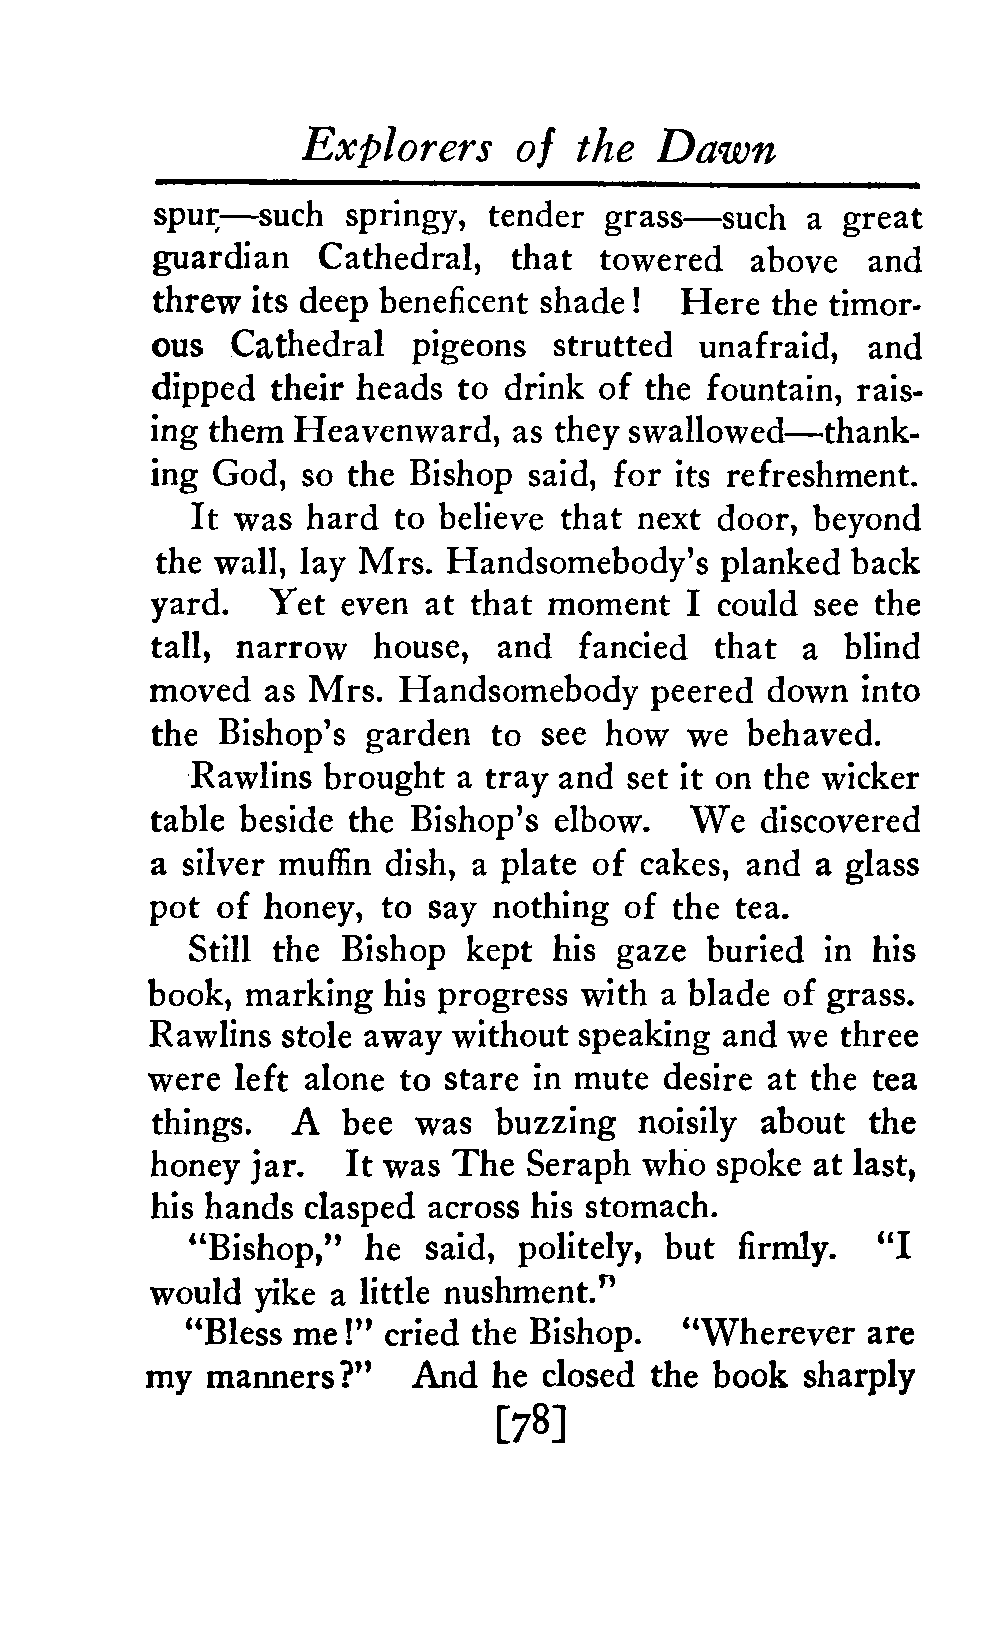 Explorers of the Dawn
spur,—such springy, tender grass—such a great
guardian Cathedral, that towered above and
threw its deep beneficent shade! Here the timor-
ous Cathedral pigeons strutted unafraid, and
dipped their heads to drink of the fountain, rais-
ing them Heavenward, as they swallowed—thank-
ing God, so the Bishop said, for its refreshment.
It was hard to believe that next door, beyond
the wall, lay Mrs. Handsomebody's planked back
yard. Yet even at that moment I could see the
tall, narrow house, and fancied that a blind
moved as Mrs. Handsomebody peered down into
the Bishop's garden to see how we behaved.
Rawlins brought a tray and set it on the wicker
table beside the Bishop's elbow. We discovered
a silver muffin dish, a plate of cakes, and a glass
pot of honey, to say nothing of the tea.
Still the Bishop kept his gaze buried in his
book, marking his progress with a blade of grass.
Rawlins stole away without speaking and we three
were left alone to stare in mute desire at the tea
things. A bee was buzzing noisily about the
honey jar. It was The Seraph who spoke at last,
his hands clasped across his stomach.
"Bishop," he said, politely, but firmly. "I
would yike a little nushment."
"Bless me!" cried the Bishop. "Wherever are
my manners?" And he closed the book sharply
[78]